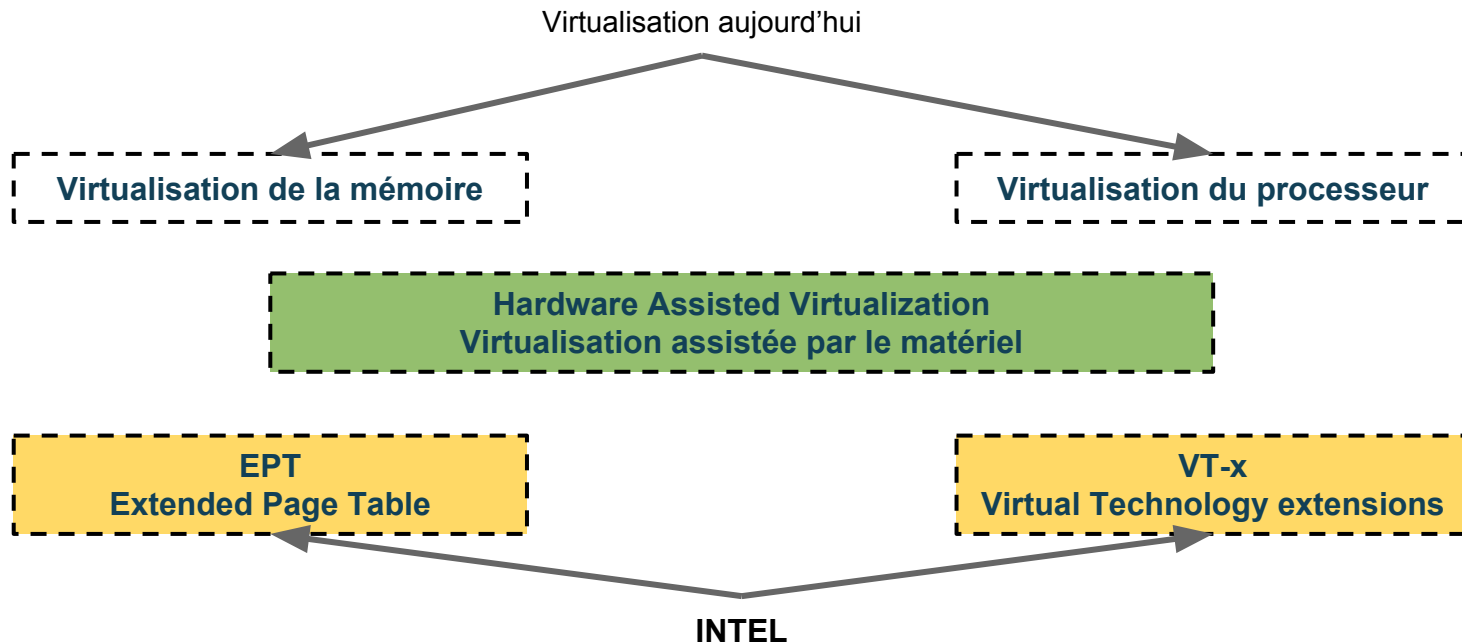 Virtualisation aujourd’hui
Virtualisation de la mémoire
Virtualisation du processeur
Hardware Assisted Virtualization
Virtualisation assistée par le matériel
EPT
Extended Page Table
VT-x
Virtual Technology extensions
INTEL